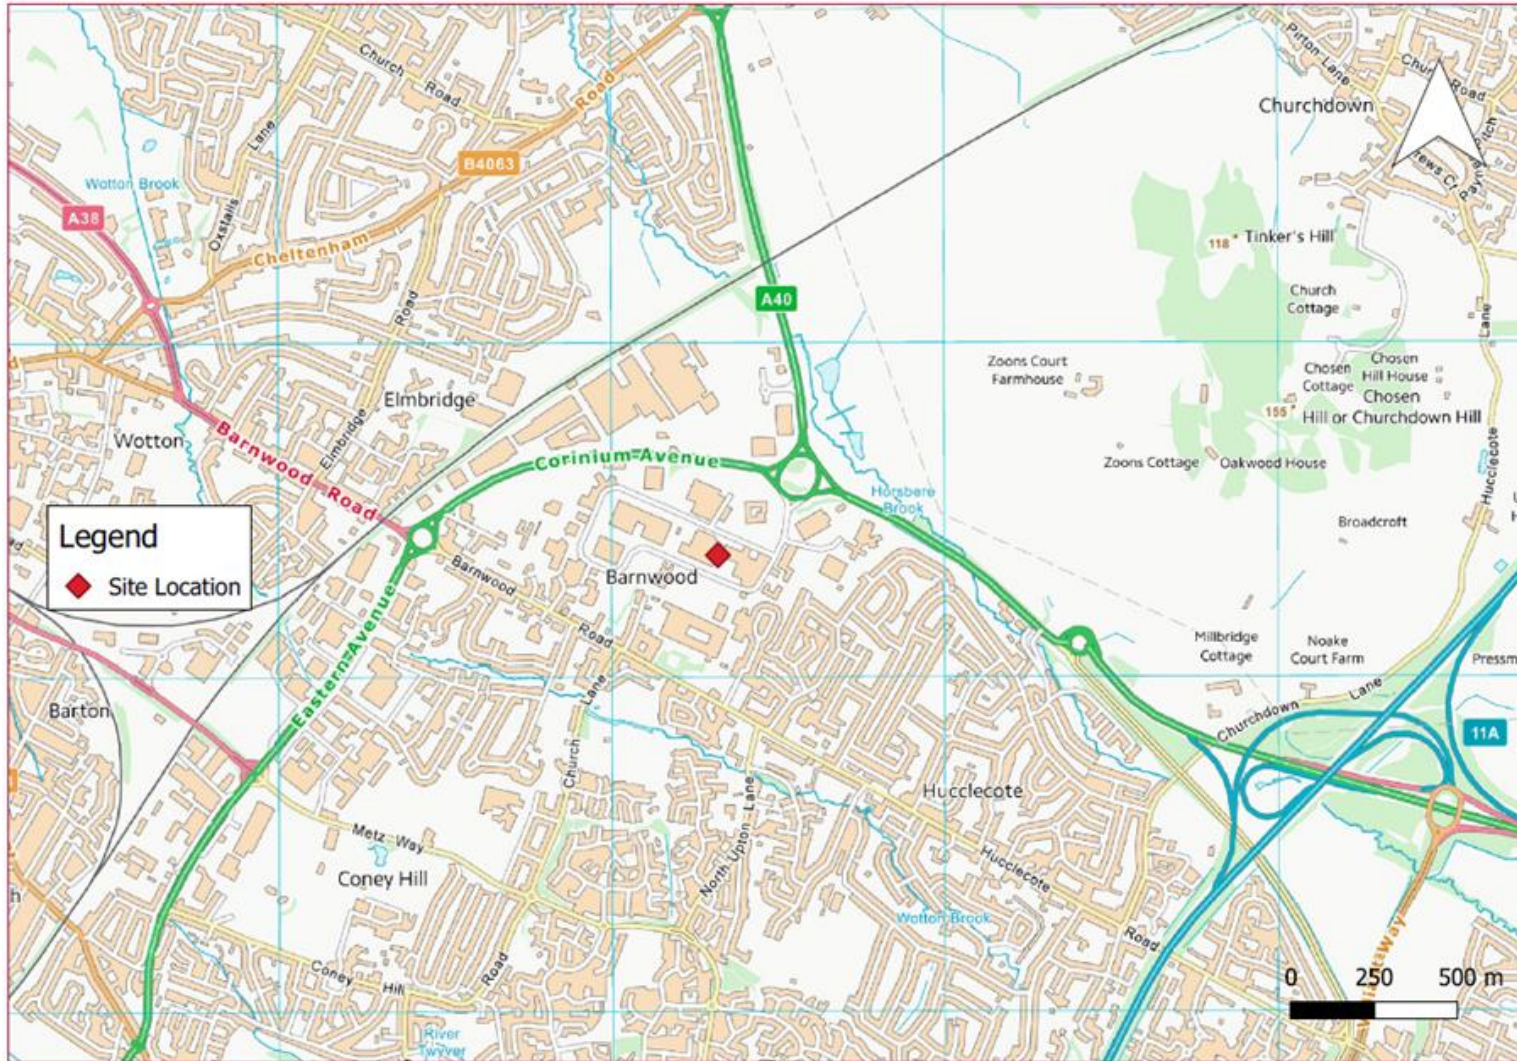 Church
Road
Road
B4063
Lane
Oxstalls
Wotton Brook
A38
Cheltenham
Road
Pirton Lane
Road
Churchdown
118
Tinker's Hill
Church
Cottage
A40
Lane
Zoons Court
Farmhouse
Chosen
Cottage
Chosen
Hill House
Chosen
Hill or Churchdown Hill
155
Elmbridge
Wotton
Barnwood Road
Elmbridge
Corinium Avenue
Zoons Cottage
Oakwood House
Hucclecote
Horsbere
Brook
Broadcroft
Legend
Site Location
Barnwood
Road
Barnwood
Eastern Avenue
Millbridge
Cottage
Noake
Court Farm
Pressm
Churchdown
Lane
11A
Barton
Lane
Church
Hucclecote
Metz Way
Coney Hill
North Upton Lane
Hucclecote
Road
Wotton Brook
Coney Hill
Road
River
Twyver
0 250 500 m